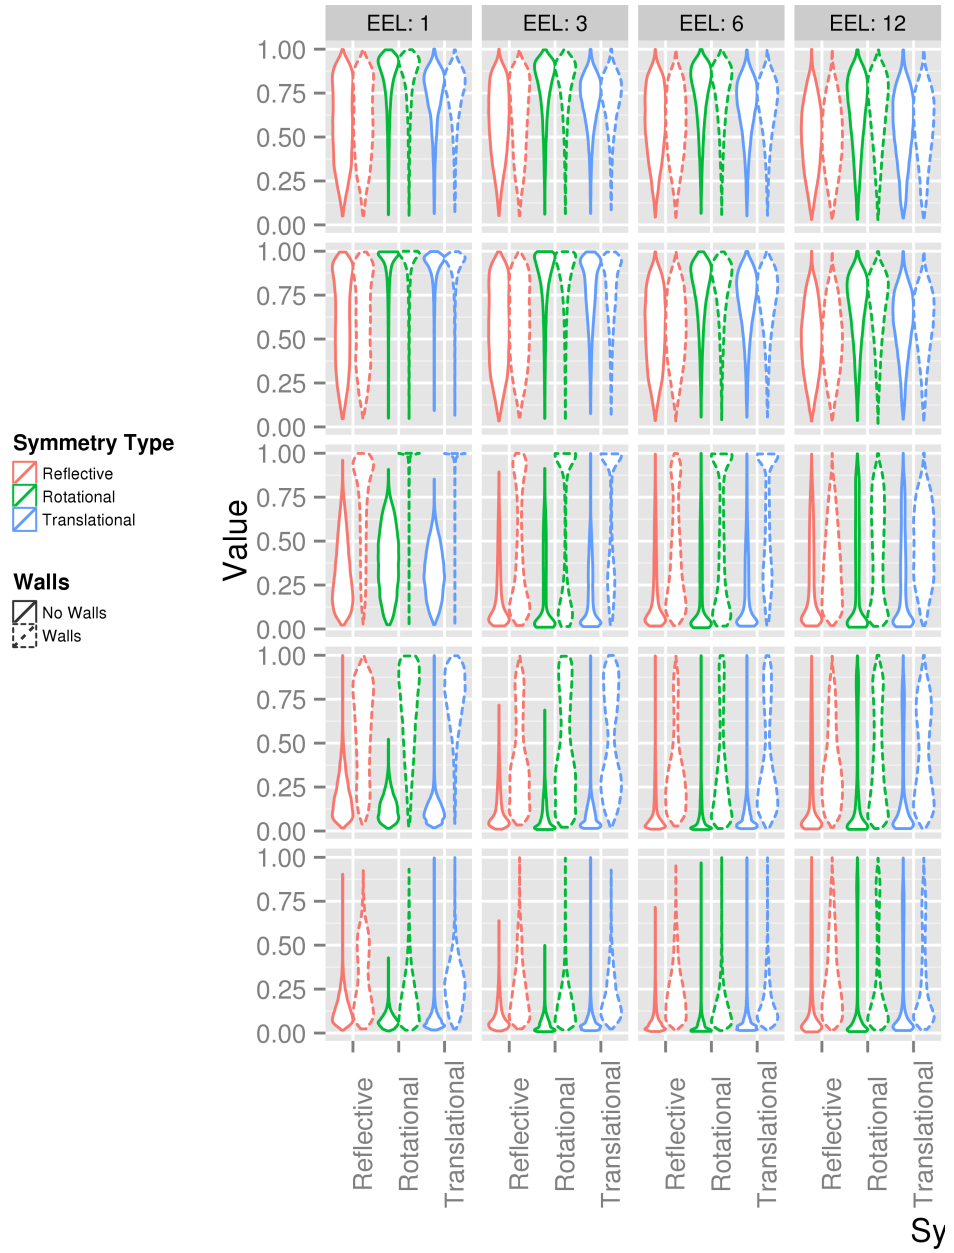 EEL: 1 EEL: 3 EEL: 6 EEL: 12
1.00
0.75
0.50
0.25
0.00
1.00
0.75
0.50
0.25
0.00
Symmetry Type
Reflective
Rotational
Translational
Walls
No Walls
Walls
Value
1.00
0.75
0.50
0.25
0.00
1.00
0.75
0.50
0.25
0.00
1.00
0.75
0.50
0.25
0.00
Reflective Rotational Translational Reflective Rotational Translational Reflective Rotational Translational Reflective Rotational Translational
Sy